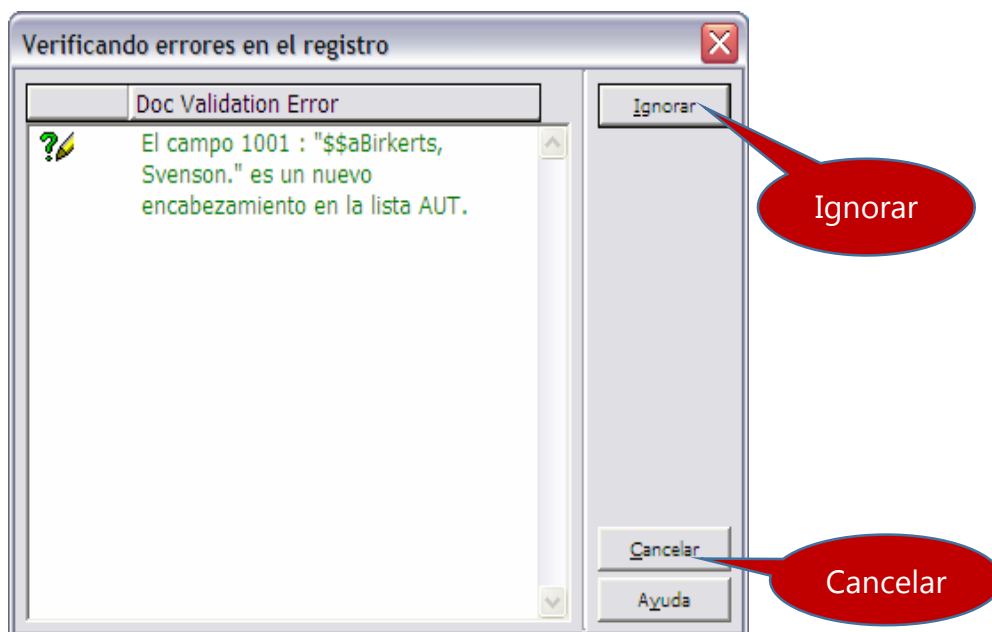 Verificando errores en el registro
Doc Validation Error
Ignorar
El campo 1001 : "$$aBirkerts,
Svenson." es un nuevo
encabezamiento en la lista AUT.
Ignorar
Cancelar
Cancelar
Ayuda